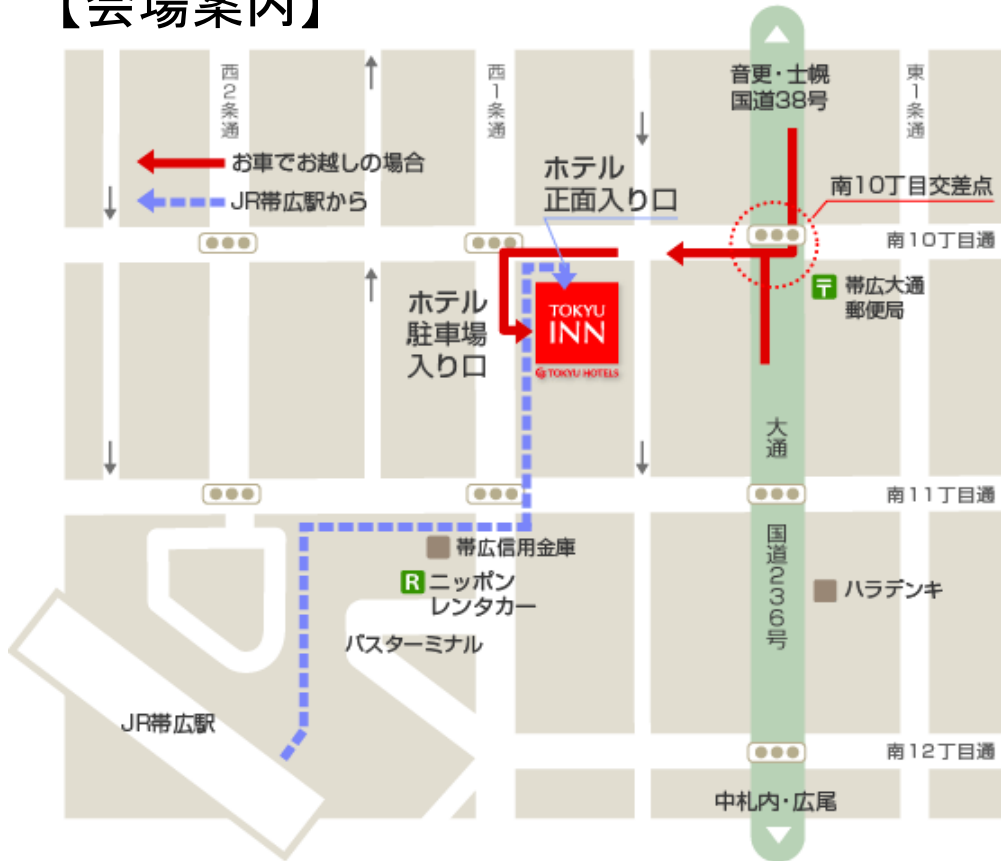 【会場案内】
西2条通
西1条通
音更・士幌
国道38号
東1条通
お車でお越しの場合
JR帯広駅から
ホテル
正面入り口
南10丁目交差点
南10丁目通
ホテル
駐車場
入り口
TOKYU
INN
TOKYU HOTELS
〒 帯広大通
郵便局
大通
南11丁目通
国道236号
帯広信用金庫
R ニッポン
レンタカー
バスターミナル
ハラデンキ
JR帯広駅
南12丁目通
中札内・広尾